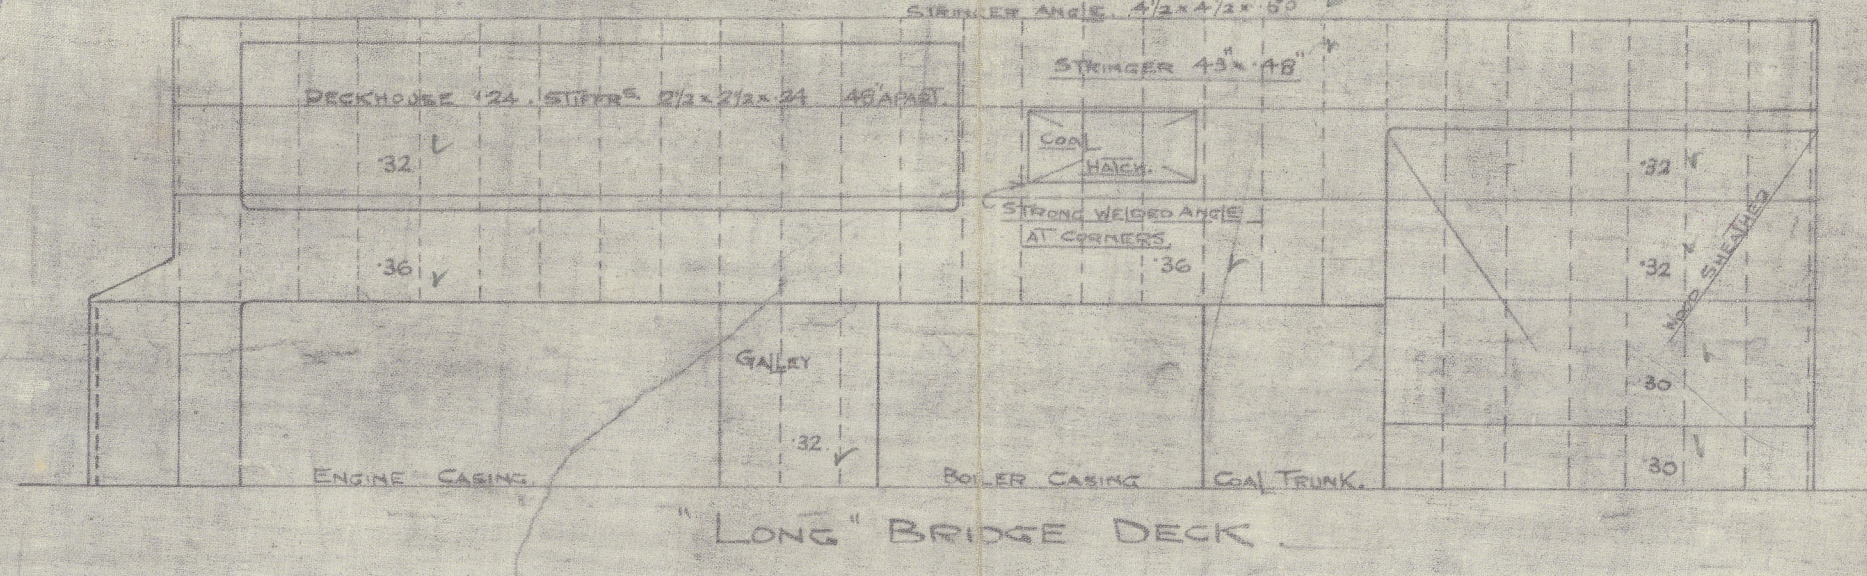 STRINGER ANGLE. 4½ × 4½ × ·50
STRINGER 43" × ·48"
DECKHOUSE ·24. STIFFRS 2½ × 2½ × ·24 48" APART.
COAL
HATCH.
·32
·32
STRONG WELDED ANGLE
AT CORNERS
WOOD SHEATHED
·36
·36
·32
GALLEY
·30
·32
ENGINE CASING.
BOILER CASING
COAL TRUNK.
·30
"LONG" BRIDGE DECK.